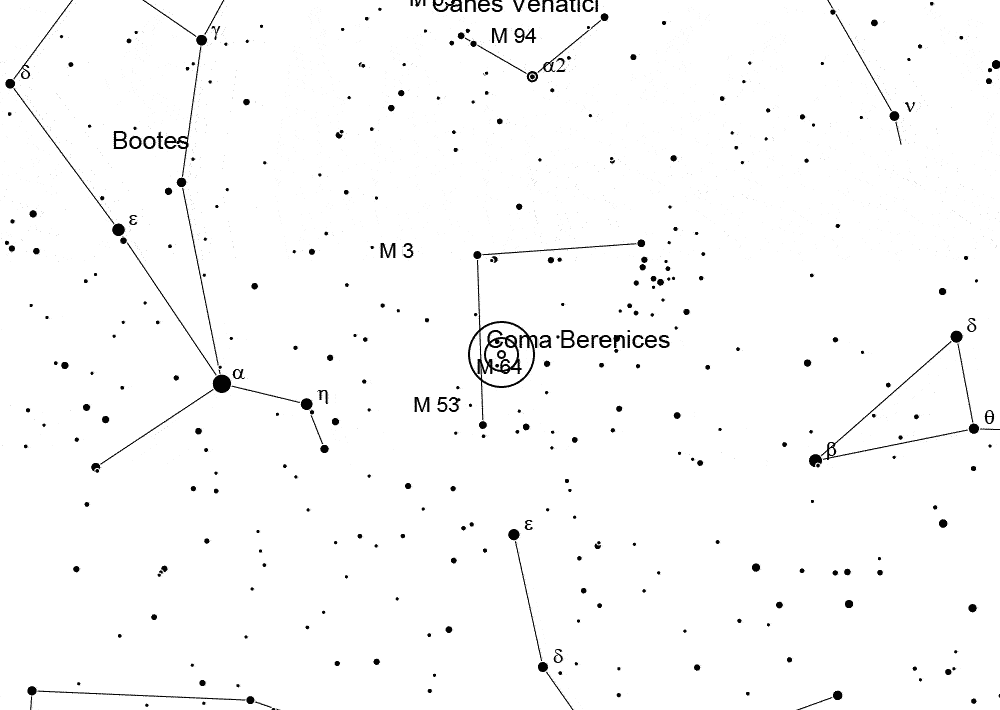 Canes Venatici
γ
M 94
α2
δ
ν
Bootes
ε
M 3
δ
Coma Berenices
M 64
α
η
M 53
θ
β
ε
δ